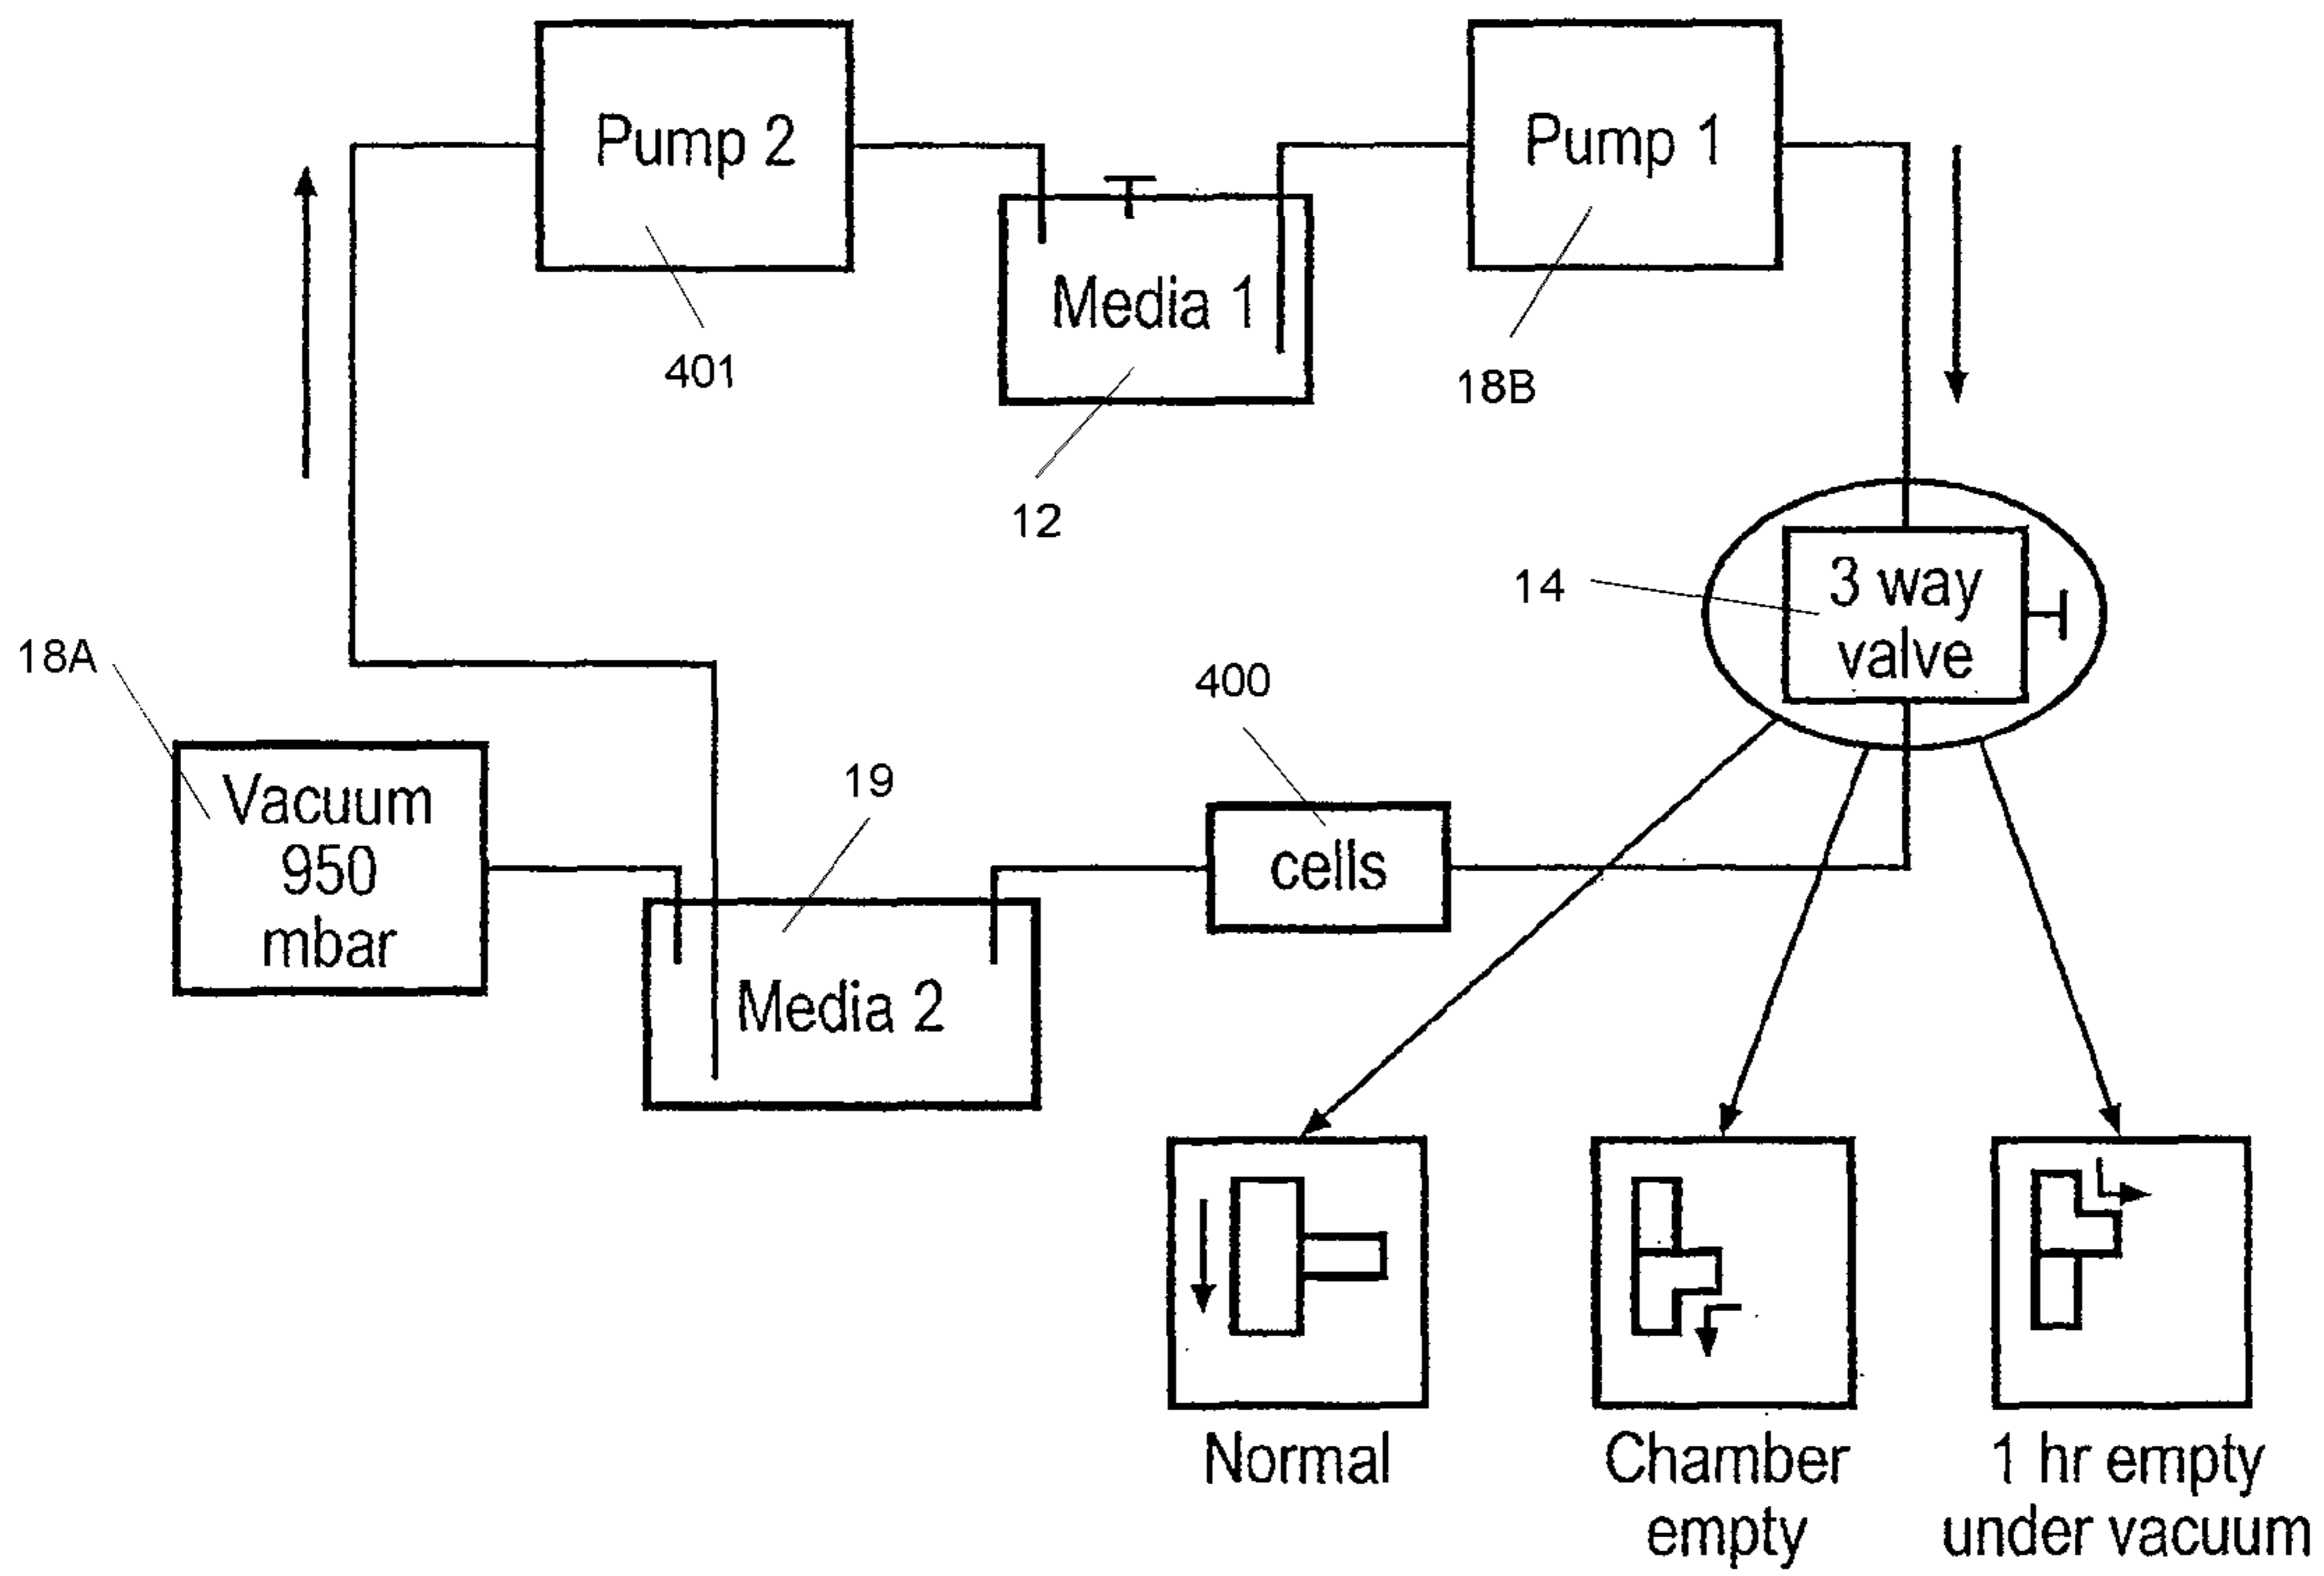 Pump 2
Pump 1
Media 1
401
18B
12
14
3 way
valve
18A
400
19
Vacuum
950
mbar
cells
Media 2
Normal
Chamber
empty
1 hr empty
under vacuum